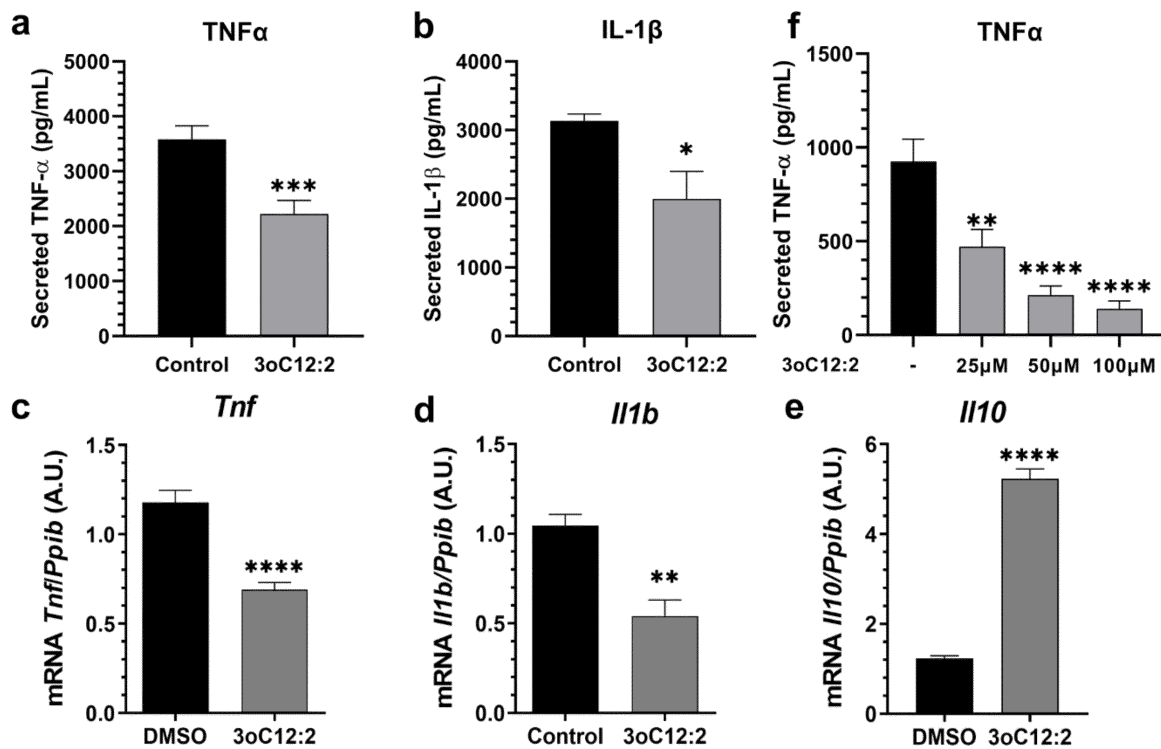 a
TNFα
Secreted TNF-α (pg/mL)
5000
4000
3000
2000
1000
0
***
Control
3oC12:2
b
IL-1β
Secreted IL-1β (pg/mL)
4000
3000
2000
1000
0
*
Control
3oC12:2
f
TNFα
Secreted TNF-α (pg/mL)
1500
1000
500
0
**
****
****
3oC12:2
-
25μM
50μM
100μM
c
Tnf
mRNA Tnf/Ppib (A.U.)
1.5
1.0
0.5
0.0
****
DMSO
3oC12:2
d
Il1b
mRNA Il1b/Ppib (A.U.)
1.5
1.0
0.5
0.0
**
Control
3oC12:2
e
Il10
mRNA Il10/Ppib (A.U.)
6
4
2
0
****
DMSO
3oC12:2